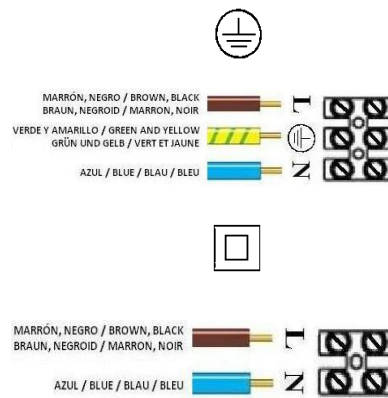 MARRÓN, NEGRO / BROWN, BLACK
BRAUN, NEGROID / MARRON, NOIR
L
VERDE Y AMARILLO / GREEN AND YELLOW
GRÜN UND GELB / VERT ET JAUNE
AZUL / BLUE / BLAU / BLEU
N
MARRÓN, NEGRO / BROWN, BLACK
BRAUN, NEGROID / MARRON, NOIR
L
AZUL / BLUE / BLAU / BLEU
N